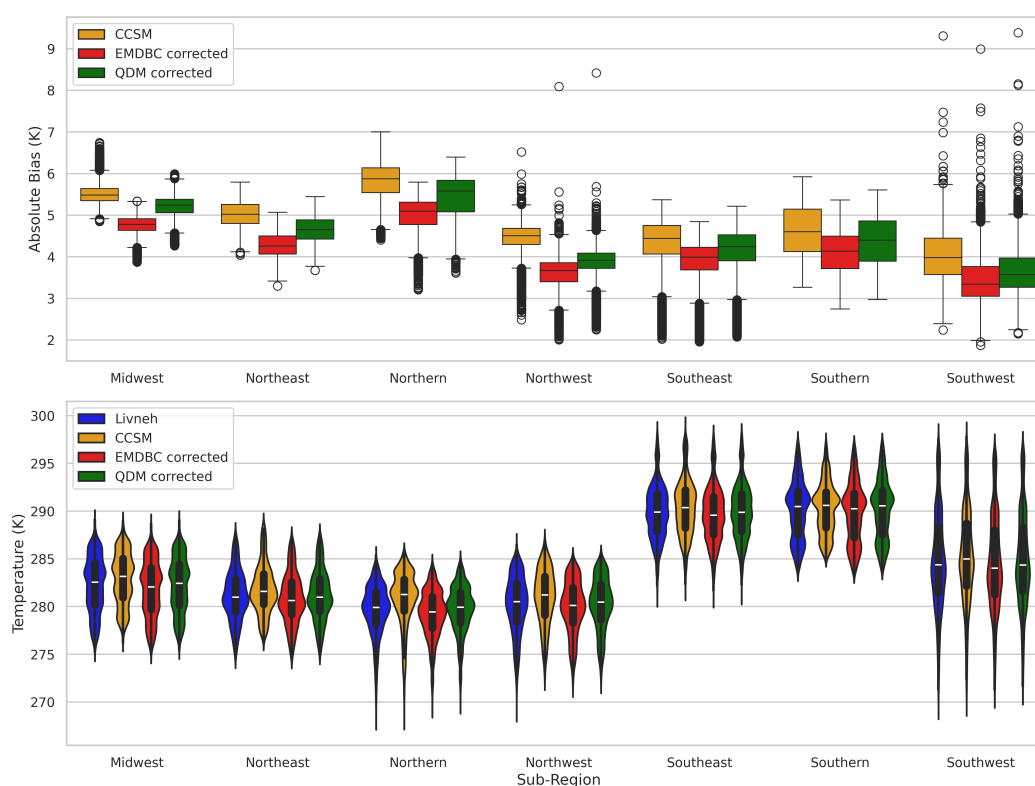 CCSM
EMDBC corrected
QDM corrected
Absolute Bias (K)
9
8
7
6
5
4
3
2
Midwest Northeast Northern Northwest Southeast Southern Southwest
Livneh
CCSM
EMDBC corrected
QDM corrected
Temperature (K)
300
295
290
285
280
275
270
Midwest Northeast Northern Northwest Southeast Southern Southwest
Sub-Region